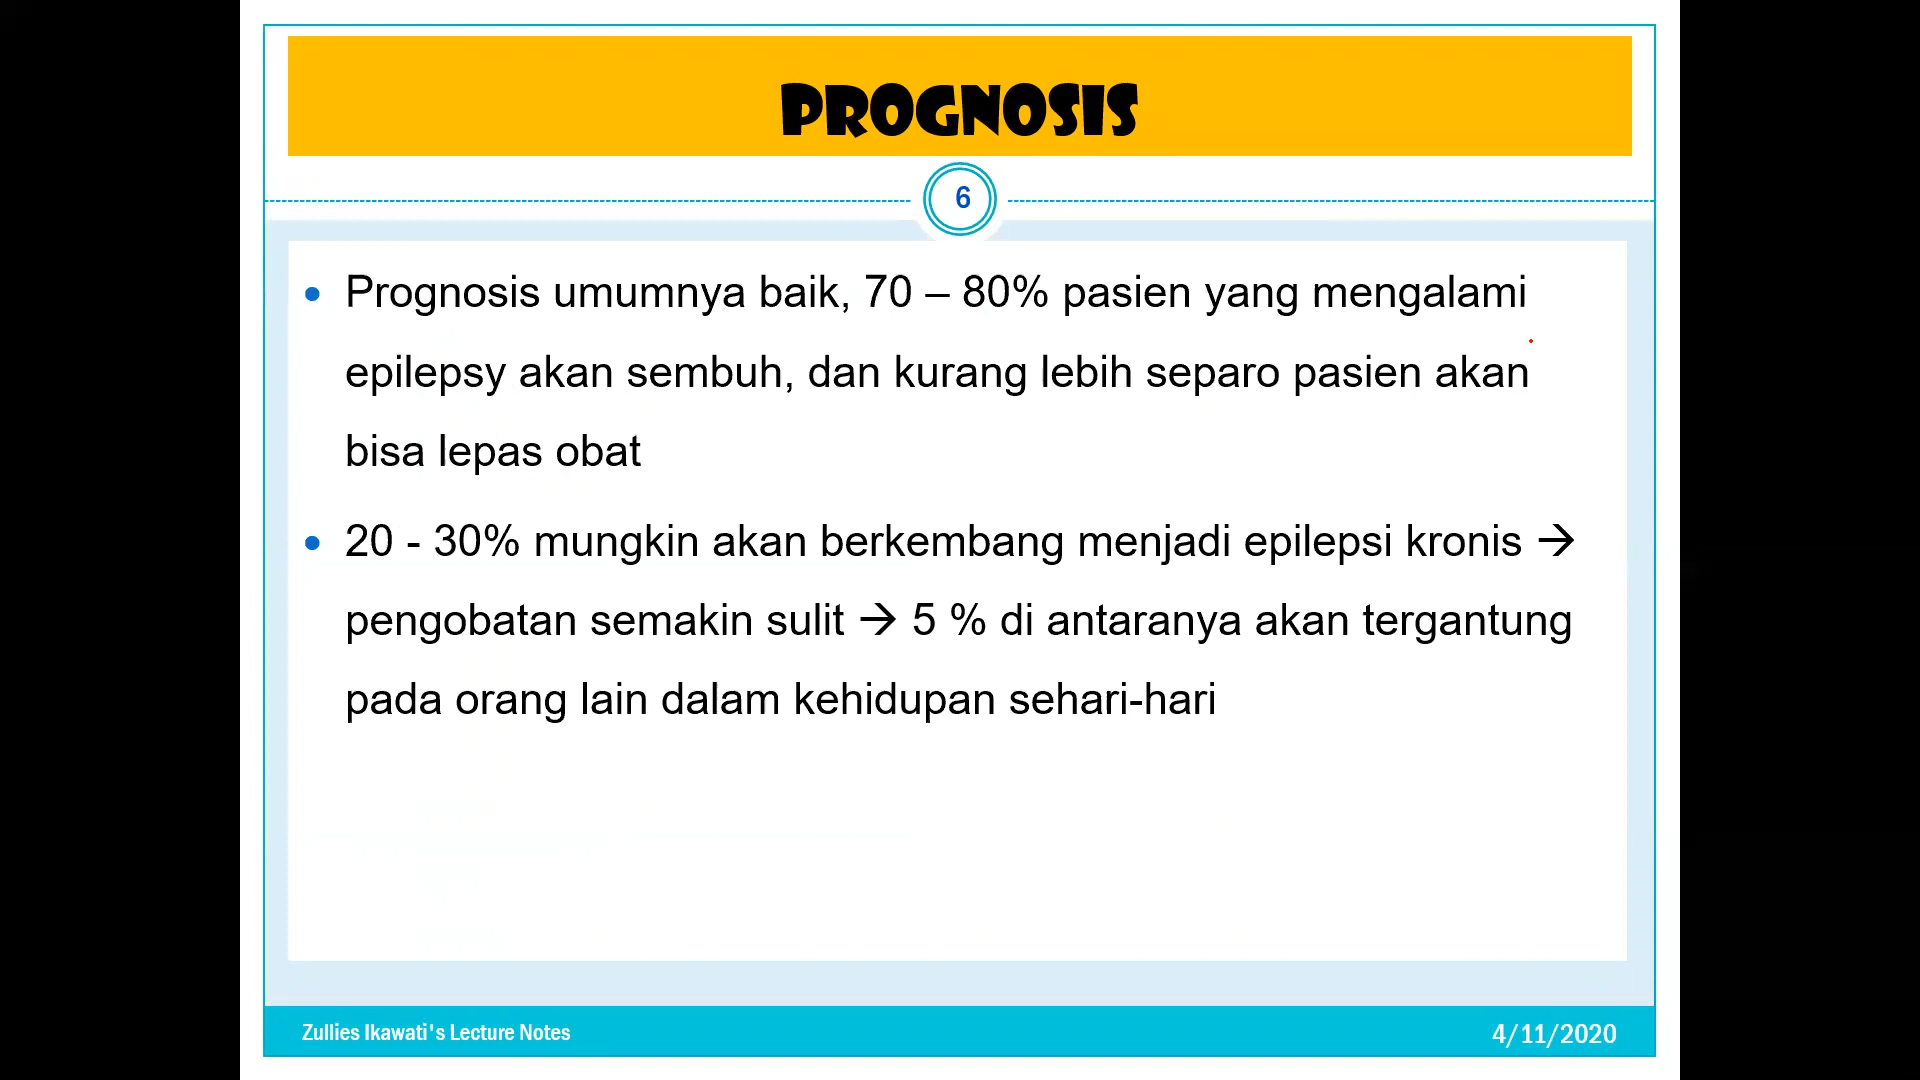 PROGNOSIS
6
• Prognosis umumnya baik, 70 – 80% pasien yang mengalami
epilepsy akan sembuh, dan kurang lebih separo pasien akan
bisa lepas obat
• 20 - 30% mungkin akan berkembang menjadi epilepsi kronis →
pengobatan semakin sulit → 5 % di antaranya akan tergantung
pada orang lain dalam kehidupan sehari-hari
Zullies Ikawati's Lecture Notes
4/11/2020